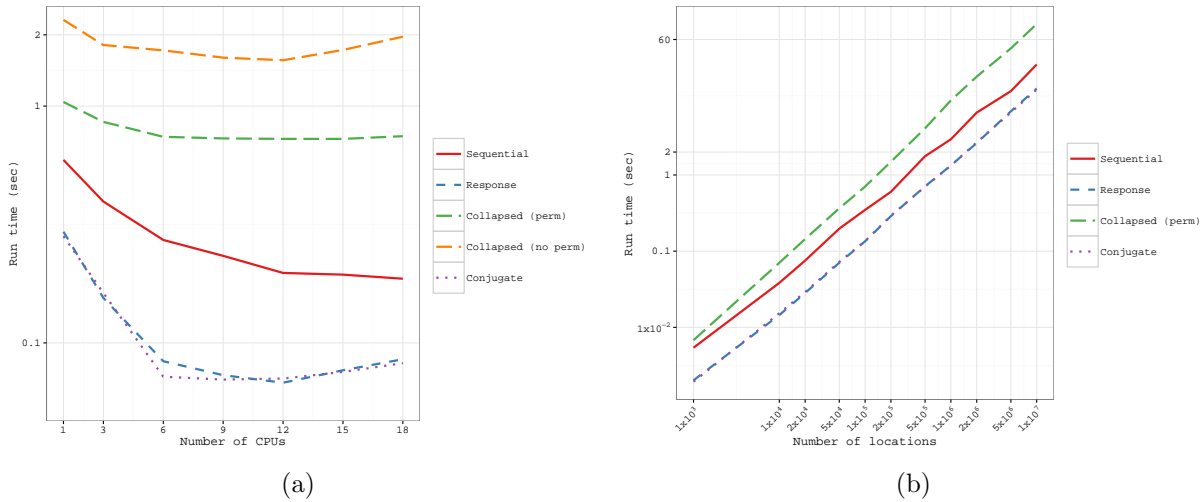 2
1
0.1
Run time (sec)
1
3
6
9
12
15
18
Number of CPUs
Sequential
Response
Collapsed (perm)
Collapsed (no perm)
Conjugate
(a)
60
2
1
0.1
1x10⁻²
Run time (sec)
1x10³
1x10⁴
2x10⁴
5x10⁴
1x10⁵
2x10⁵
5x10⁵
1x10⁶
2x10⁶
5x10⁶
1x10⁷
Number of locations
Sequential
Response
Collapsed (perm)
Conjugate
(b)